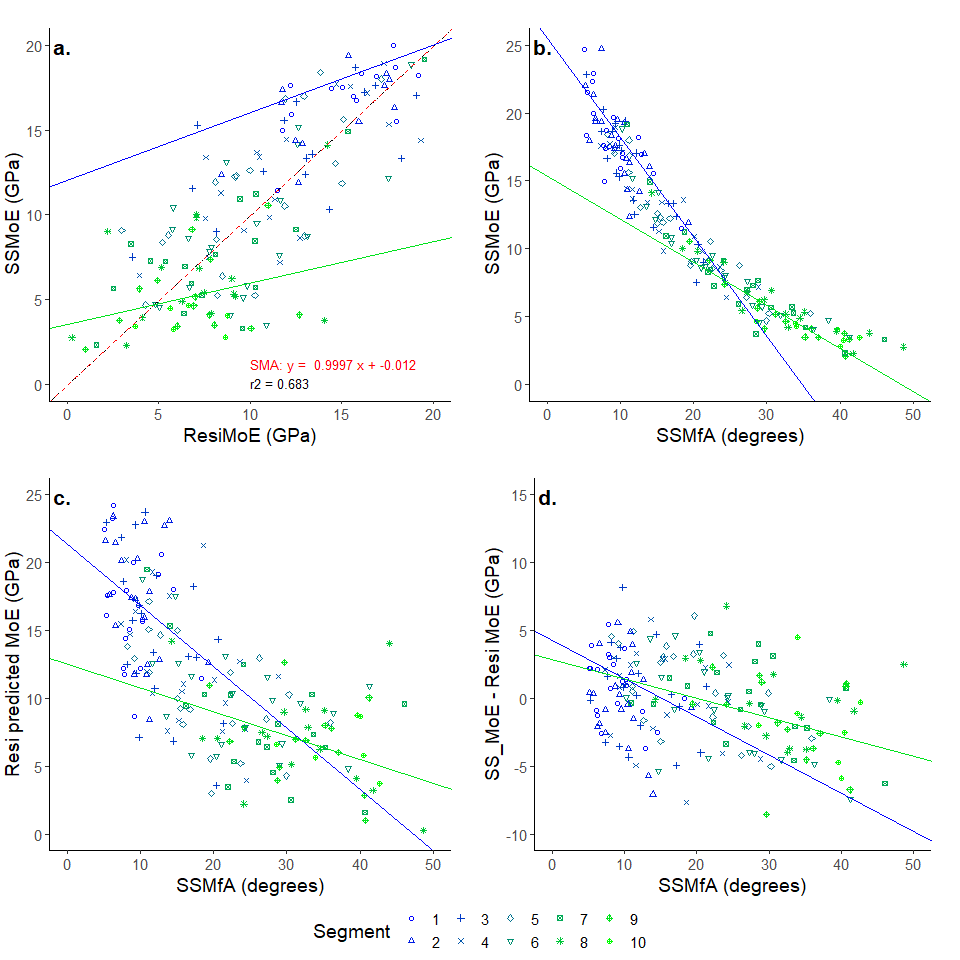 a.
20
15
10
5
0
SSMoE (GPa)
SMA: y = 0.9997 x + -0.012
r2 = 0.683
0 5 10 15 20
ResiMoE (GPa)
b.
25
20
15
10
5
0
SSMoE (GPa)
0 10 20 30 40 50
SSMfA (degrees)
c.
25
20
15
10
5
0
Resi predicted MoE (GPa)
0 10 20 30 40 50
SSMfA (degrees)
d.
15
10
5
0
-5
-10
SS_MoE - Resi MoE (GPa)
0 10 20 30 40 50
SSMfA (degrees)
Segment
1 3 5 7 9
2 4 6 8 10